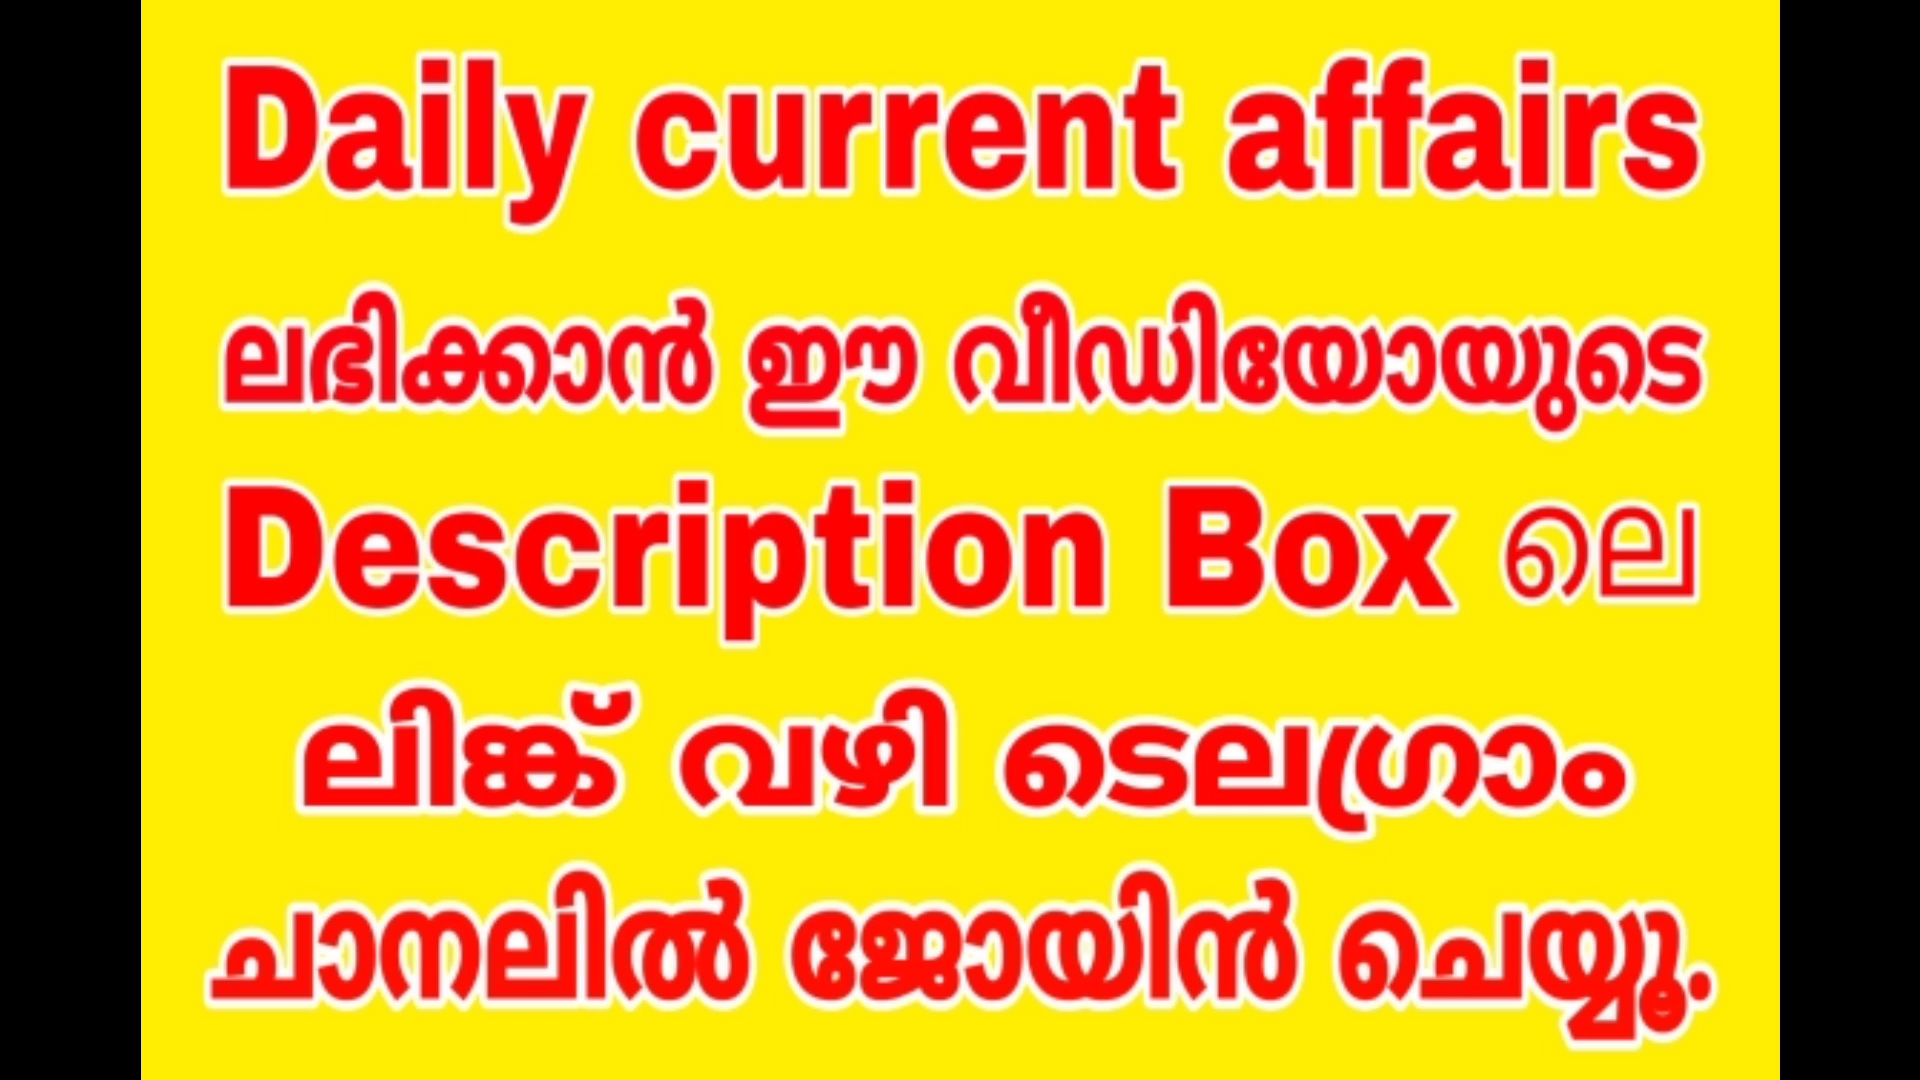 Daily current affairs
ലഭിക്കാൻ ഈ വീഡിയോയുടെ
Description Box ലെ
ലിങ്ക് വഴി ടെലഗ്രാം
ചാനലിൽ ജോയിൻ ചെയ്യൂ.